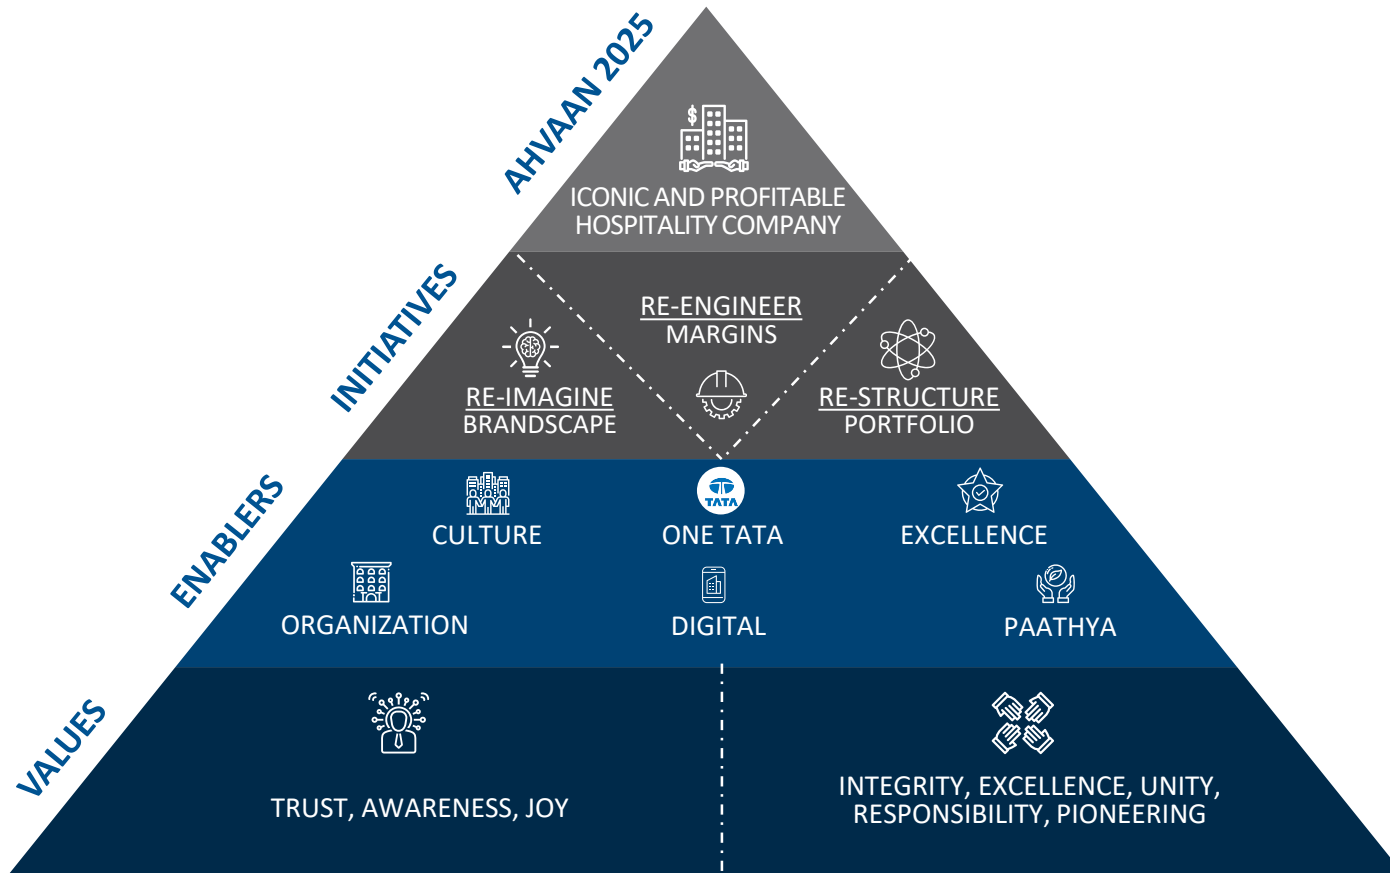 AHVAAN 2025
$
ICONIC AND PROFITABLE
HOSPITALITY COMPANY
INITIATIVES
RE-ENGINEER
MARGINS
RE-IMAGINE
BRANDSCAPE
RE-STRUCTURE
PORTFOLIO
ENABLERS
TATA
CULTURE
ONE TATA
EXCELLENCE
ORGANIZATION
DIGITAL
PAATHYA
VALUES
TRUST, AWARENESS, JOY
INTEGRITY, EXCELLENCE, UNITY,
RESPONSIBILITY, PIONEERING